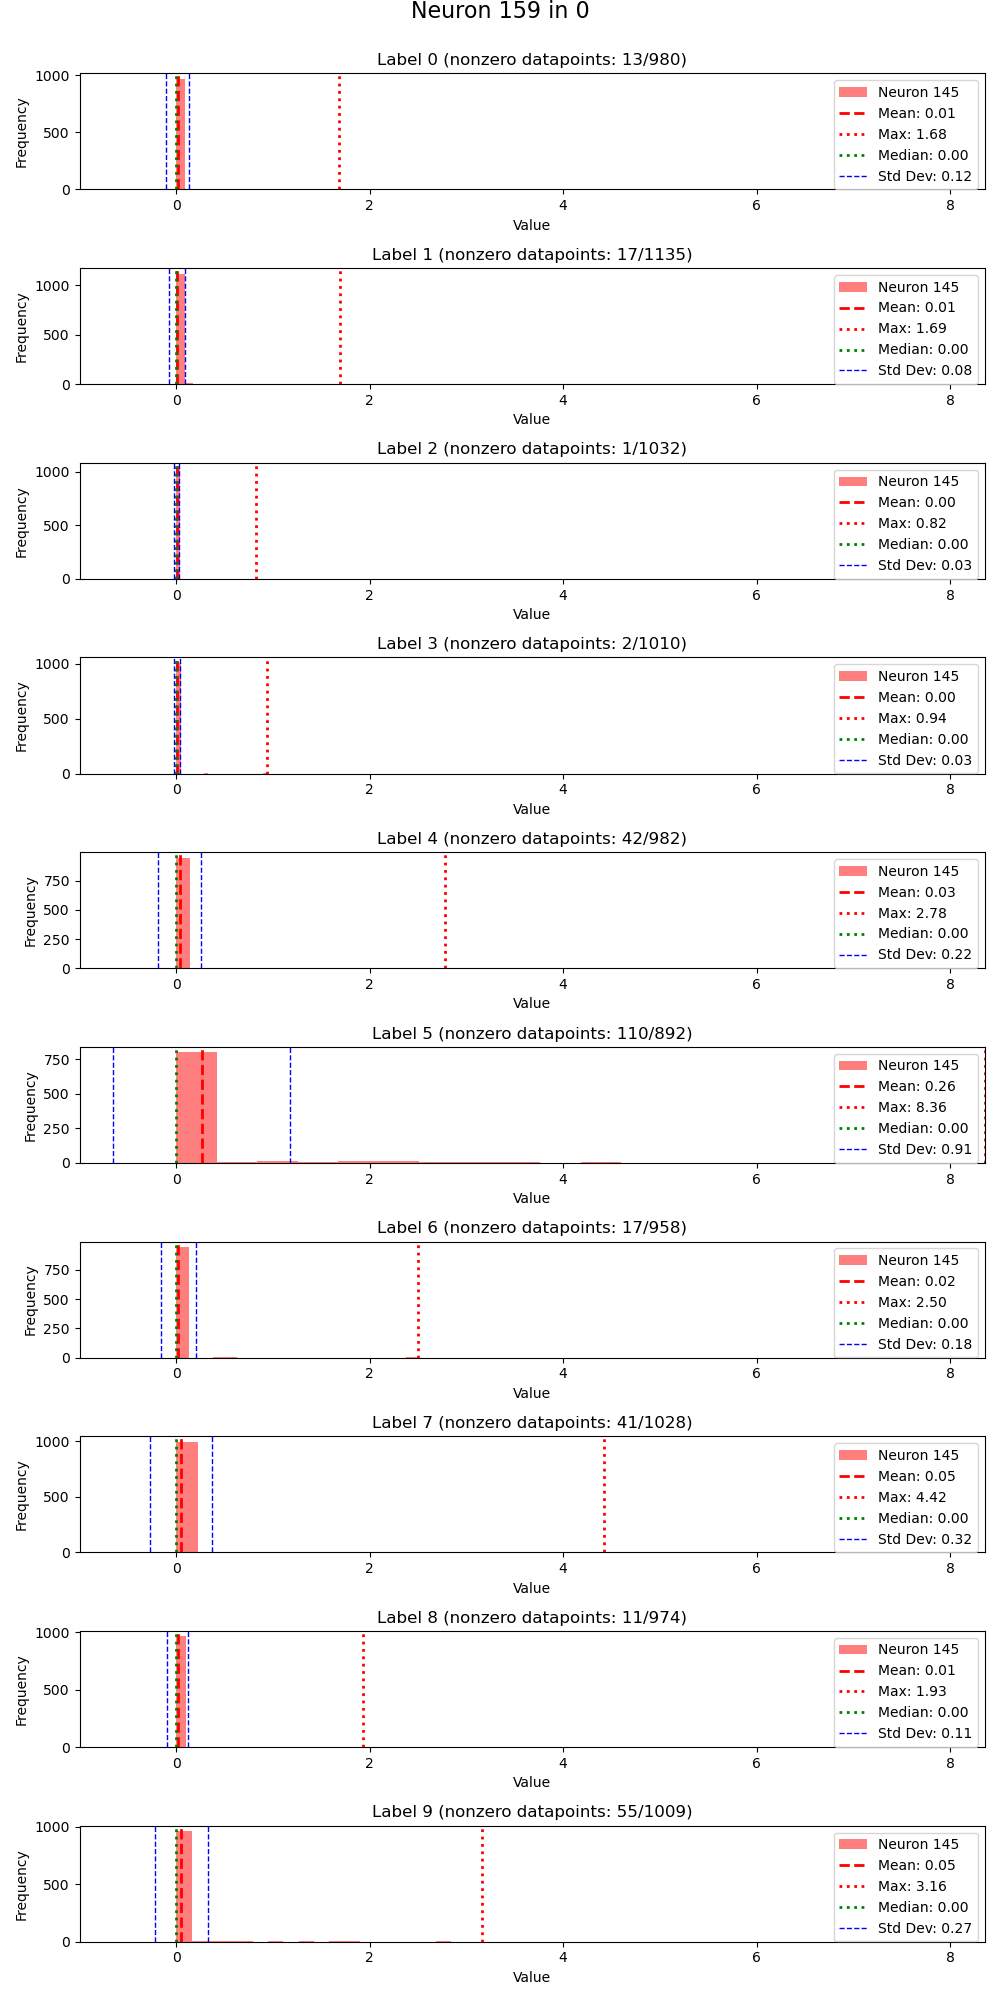 Neuron 159 in 0
Label 0 (nonzero datapoints: 13/980)
1000
500
0
Frequency
Neuron 145
Mean: 0.01
Max: 1.68
Median: 0.00
Std Dev: 0.12
0 2 4 6 8
Value
Label 1 (nonzero datapoints: 17/1135)
1000
500
0
Frequency
Neuron 145
Mean: 0.01
Max: 1.69
Median: 0.00
Std Dev: 0.08
0 2 4 6 8
Value
Label 2 (nonzero datapoints: 1/1032)
1000
500
0
Frequency
Neuron 145
Mean: 0.00
Max: 0.82
Median: 0.00
Std Dev: 0.03
0 2 4 6 8
Value
Label 3 (nonzero datapoints: 2/1010)
1000
500
0
Frequency
Neuron 145
Mean: 0.00
Max: 0.94
Median: 0.00
Std Dev: 0.03
0 2 4 6 8
Value
Label 4 (nonzero datapoints: 42/982)
750
500
250
0
Frequency
Neuron 145
Mean: 0.03
Max: 2.78
Median: 0.00
Std Dev: 0.22
0 2 4 6 8
Value
Label 5 (nonzero datapoints: 110/892)
750
500
250
0
Frequency
Neuron 145
Mean: 0.26
Max: 8.36
Median: 0.00
Std Dev: 0.91
0 2 4 6 8
Value
Label 6 (nonzero datapoints: 17/958)
750
500
250
0
Frequency
Neuron 145
Mean: 0.02
Max: 2.50
Median: 0.00
Std Dev: 0.18
0 2 4 6 8
Value
Label 7 (nonzero datapoints: 41/1028)
1000
500
0
Frequency
Neuron 145
Mean: 0.05
Max: 4.42
Median: 0.00
Std Dev: 0.32
0 2 4 6 8
Value
Label 8 (nonzero datapoints: 11/974)
1000
500
0
Frequency
Neuron 145
Mean: 0.01
Max: 1.93
Median: 0.00
Std Dev: 0.11
0 2 4 6 8
Value
Label 9 (nonzero datapoints: 55/1009)
1000
500
0
Frequency
Neuron 145
Mean: 0.05
Max: 3.16
Median: 0.00
Std Dev: 0.27
0 2 4 6 8
Value